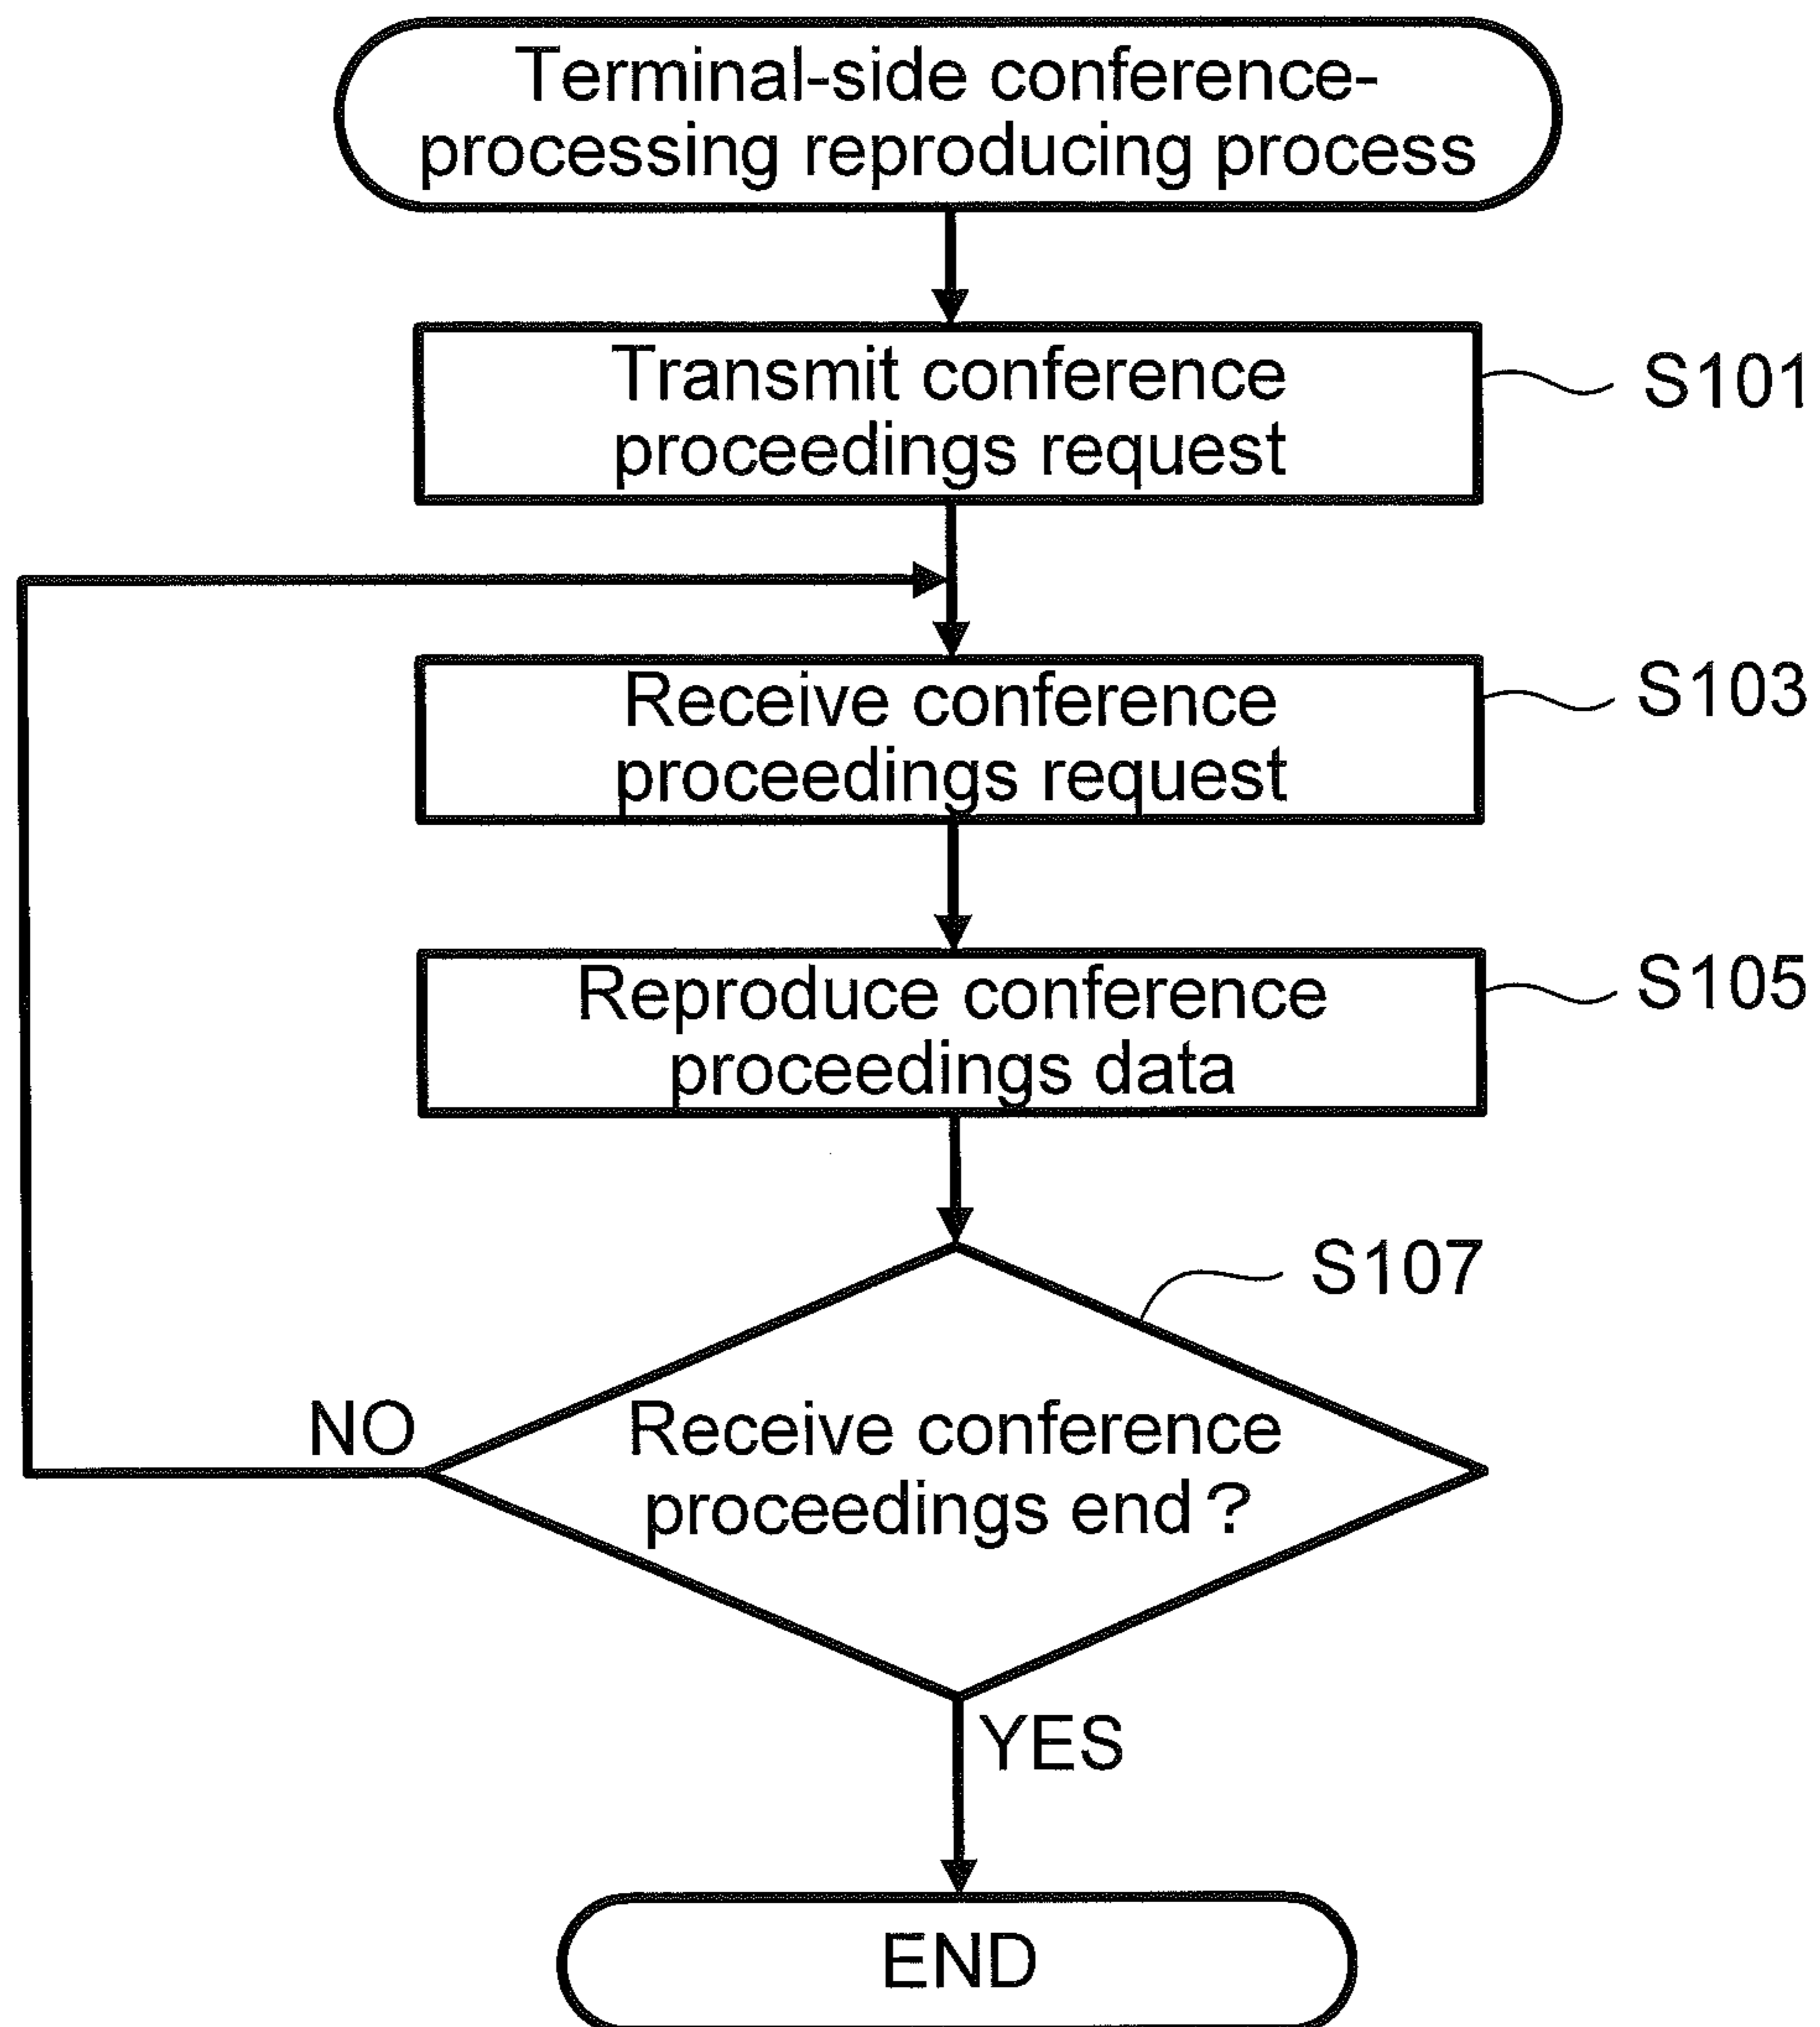 Terminal-side conference-
processing reproducing process
Transmit conference
proceedings request
S101
Receive conference
proceedings request
S103
Reproduce conference
proceedings data
S105
S107
Receive conference
proceedings end?
NO
YES
END